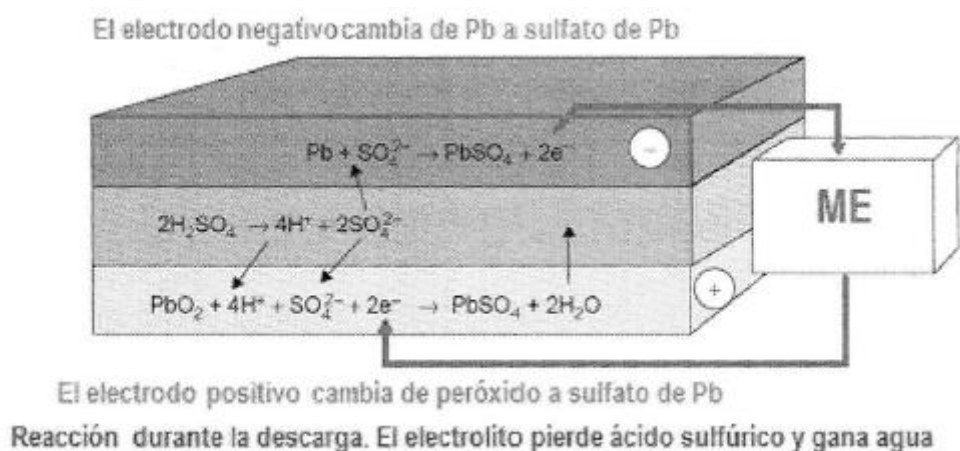 El electrodo negativo cambia de Pb a sulfato de Pb
Pb + SO₄²⁻ → PbSO₄ + 2e⁻
−
2H₂SO₄ → 4H⁺ + 2SO₄²⁻
ME
PbO₂ + 4H⁺ + SO₄²⁻ + 2e⁻ → PbSO₄ + 2H₂O
+
El electrodo positivo cambia de peróxido a sulfato de Pb
Reacción durante la descarga. El electrolito pierde ácido sulfúrico y gana agua